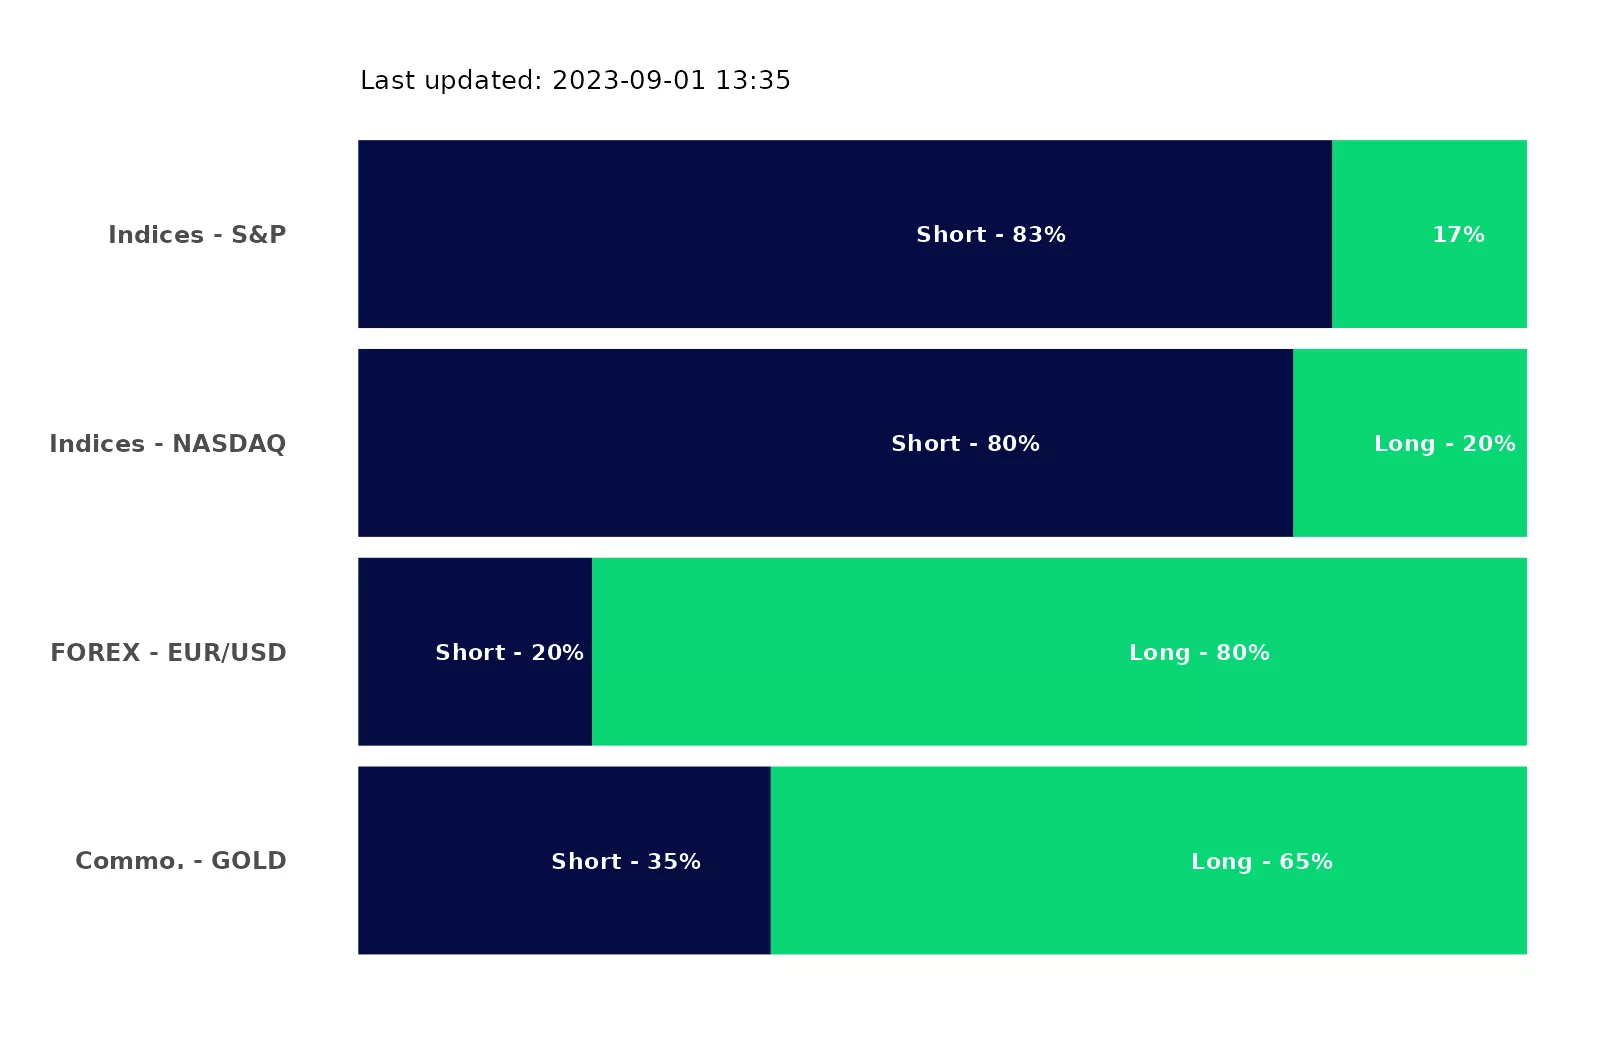 Last updated: 2023-09-01 13:35
Indices - S&P Short - 83% 17%
Indices - NASDAQ Short - 80% Long - 20%
FOREX - EUR/USD Short - 20% Long - 80%
Commo. - GOLD Short - 35% Long - 65%